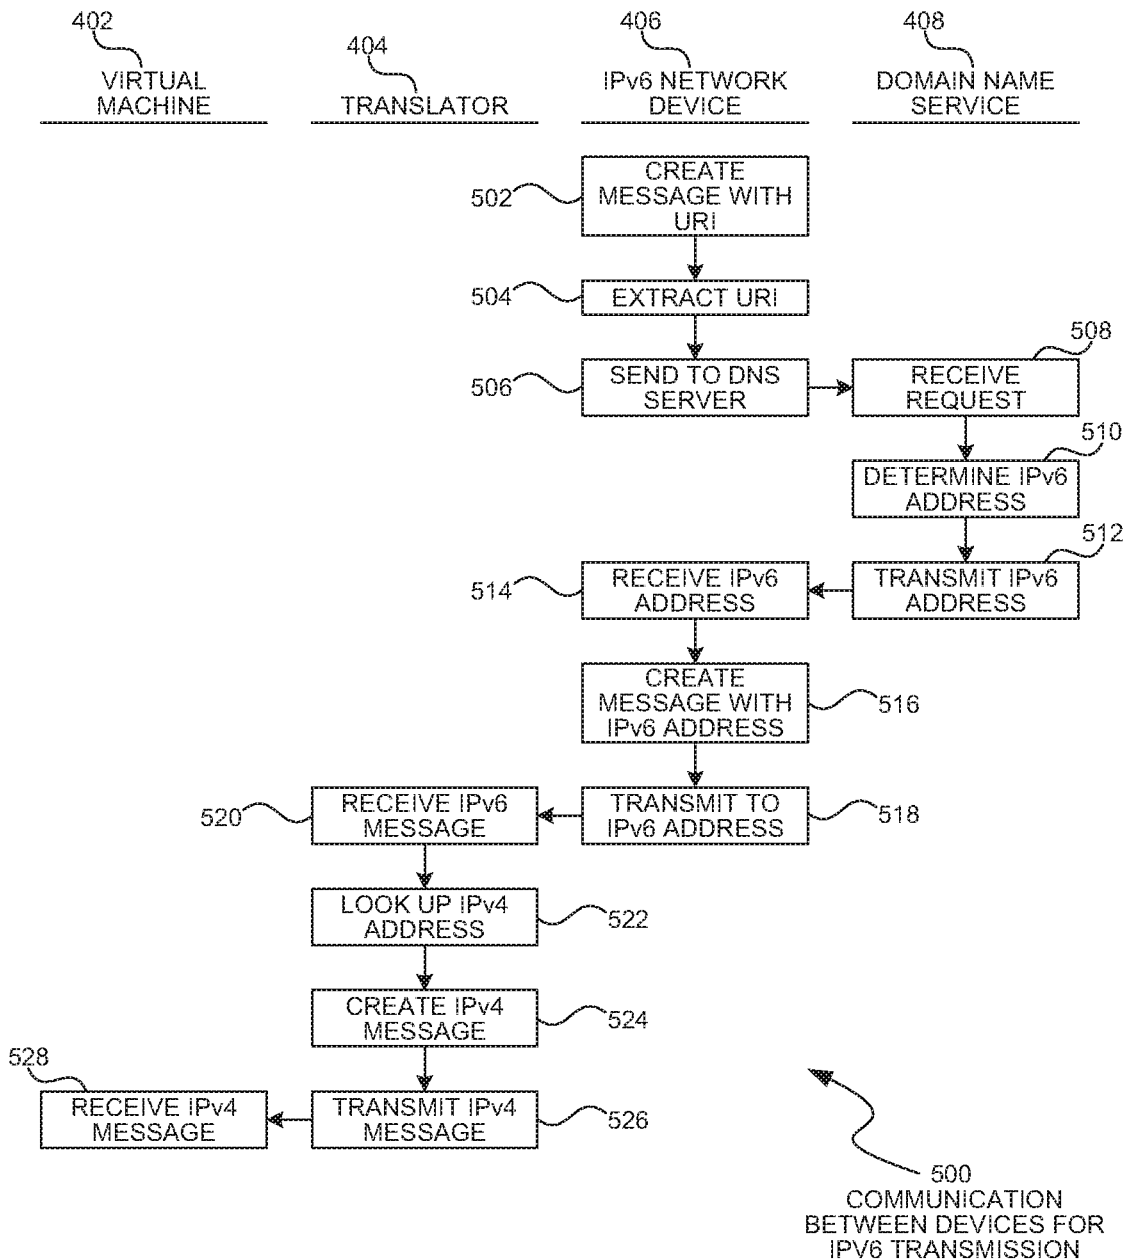 402
VIRTUAL
MACHINE
404
TRANSLATOR
406
IPv6 NETWORK
DEVICE
408
DOMAIN NAME
SERVICE
502
CREATE
MESSAGE WITH
URI
504
EXTRACT URI
506
SEND TO DNS
SERVER
508
RECEIVE
REQUEST
510
DETERMINE IPv6
ADDRESS
512
TRANSMIT IPv6
ADDRESS
514
RECEIVE IPv6
ADDRESS
CREATE
MESSAGE WITH
IPv6 ADDRESS
516
TRANSMIT TO
IPv6 ADDRESS
518
520
RECEIVE IPv6
MESSAGE
LOOK UP IPv4
ADDRESS
522
CREATE IPv4
MESSAGE
524
TRANSMIT IPv4
MESSAGE
526
528
RECEIVE IPv4
MESSAGE
500
COMMUNICATION
BETWEEN DEVICES FOR
IPV6 TRANSMISSION